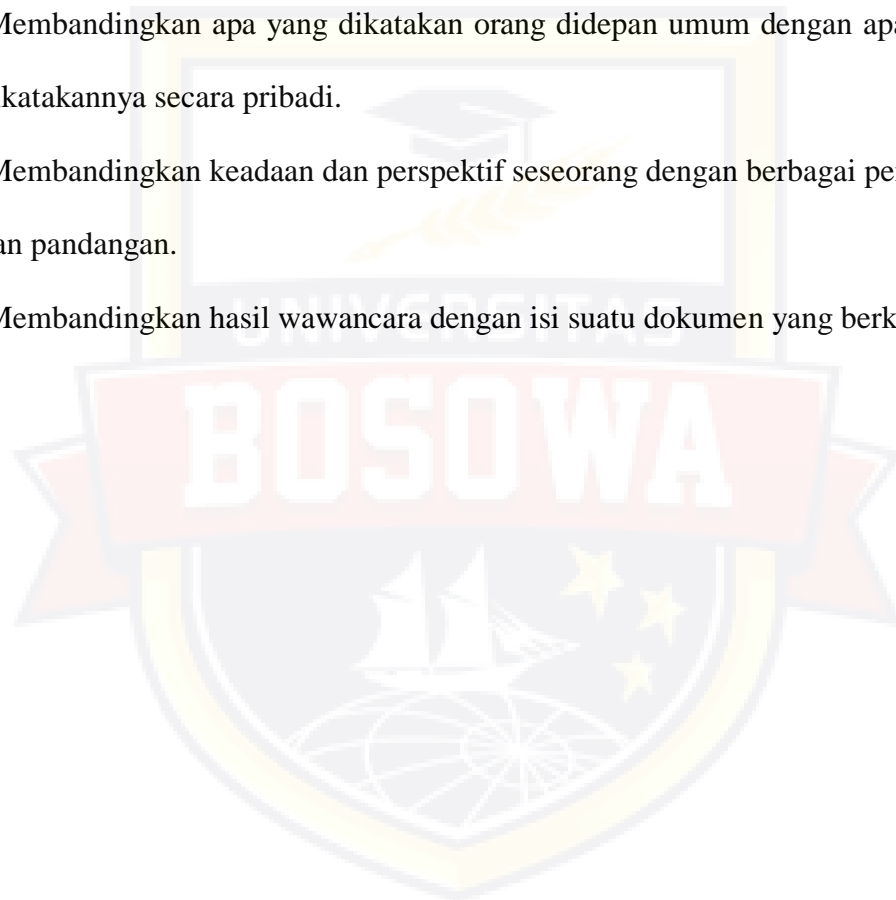 Membandingkan apa yang dikatakan orang didepan umum dengan apa
katakannya secara pribadi.
Membandingkan keadaan dan perspektif seseorang dengan berbagai pe
an pandangan.
Membandingkan hasil wawancara dengan isi suatu dokumen yang berk
UNIVERSITAS
BOSOWA